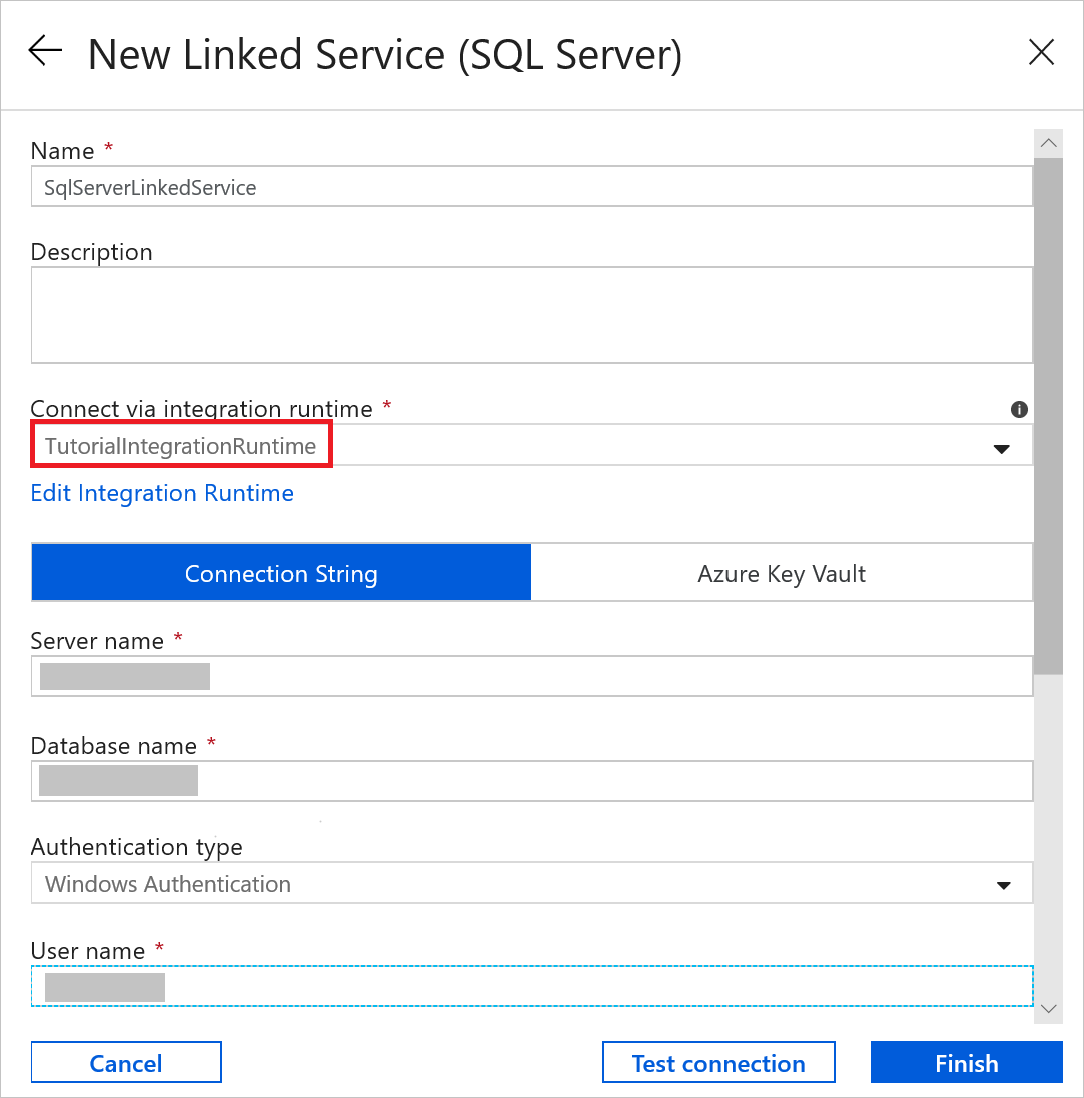 New Linked Service (SQL Server)
Name *
SqlServerLinkedService
Description
Connect via integration runtime *
TutorialIntegrationRuntime
Edit Integration Runtime
Connection String
Azure Key Vault
Server name *
Database name *
Authentication type
Windows Authentication
User name *
Cancel
Test connection
Finish